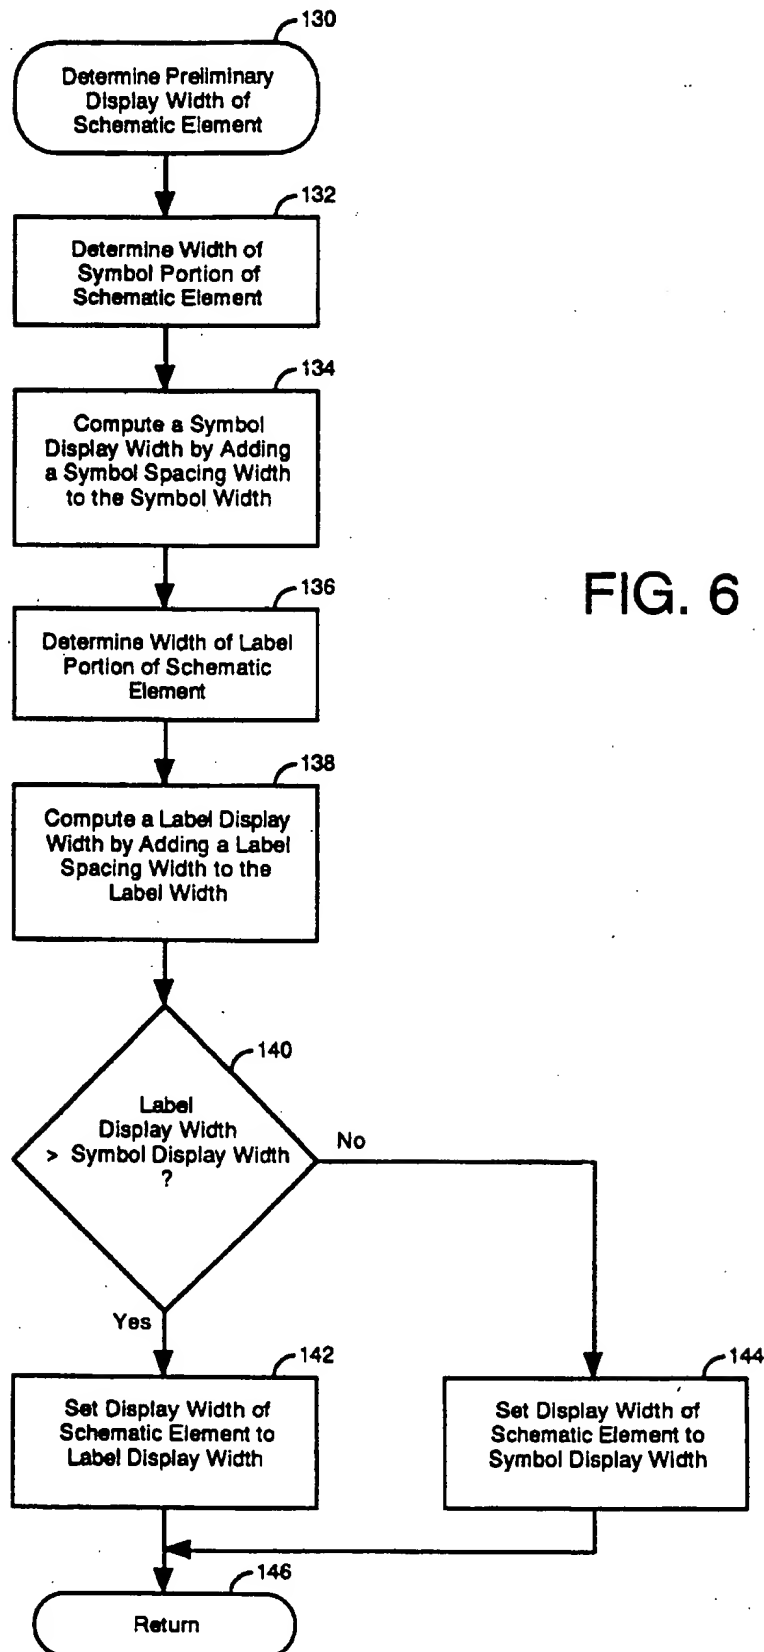 130
Determine Preliminary
Display Width of
Schematic Element
132
Determine Width of
Symbol Portion of
Schematic Element
134
Compute a Symbol
Display Width by Adding
a Symbol Spacing Width
to the Symbol Width
136
Determine Width of Label
Portion of Schematic
Element
FIG. 6
138
Compute a Label Display
Width by Adding a Label
Spacing Width to the
Label Width
140
Label
Display Width
> Symbol Display Width
?
No
Yes
142
Set Display Width of
Schematic Element to
Label Display Width
144
Set Display Width of
Schematic Element to
Symbol Display Width
146
Return